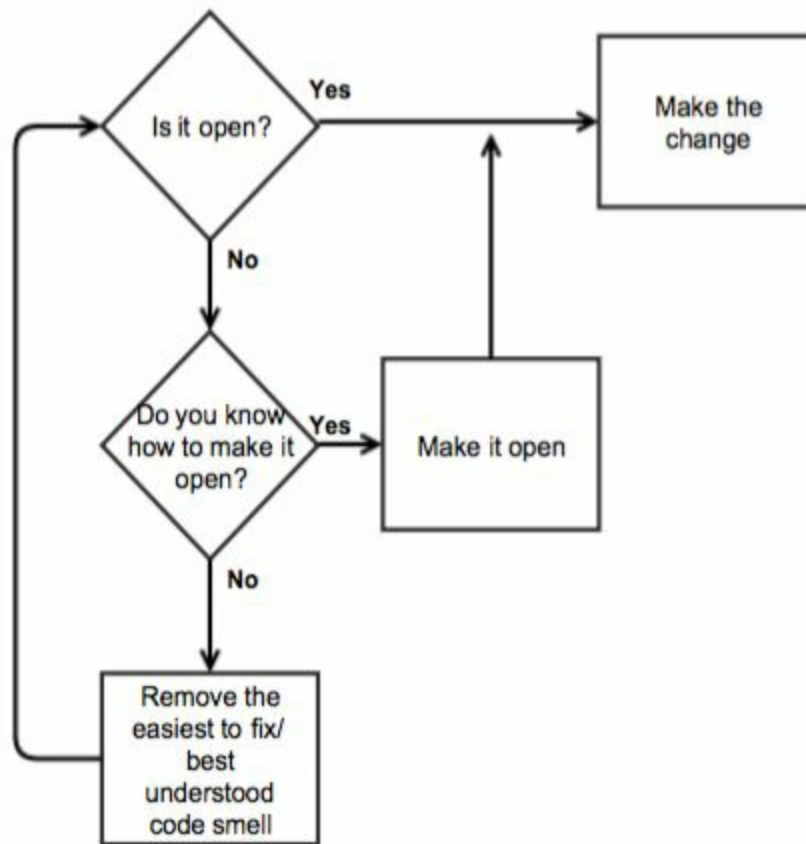 Is it open?
Yes
Make the
change
No
Do you know
how to make it
open?
Yes
Make it open
No
Remove the
easiest to fix/
best
understood
code smell